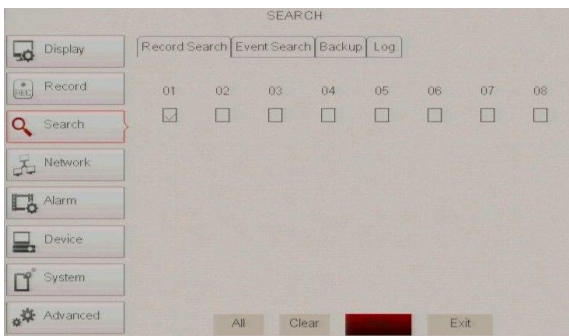 SEARCH
Display
Record Search Event Search Backup Log
REC Record
01 02 03 04 05 06 07 08
Search
Network
Alarm
Device
System
Advanced
All Clear Exit